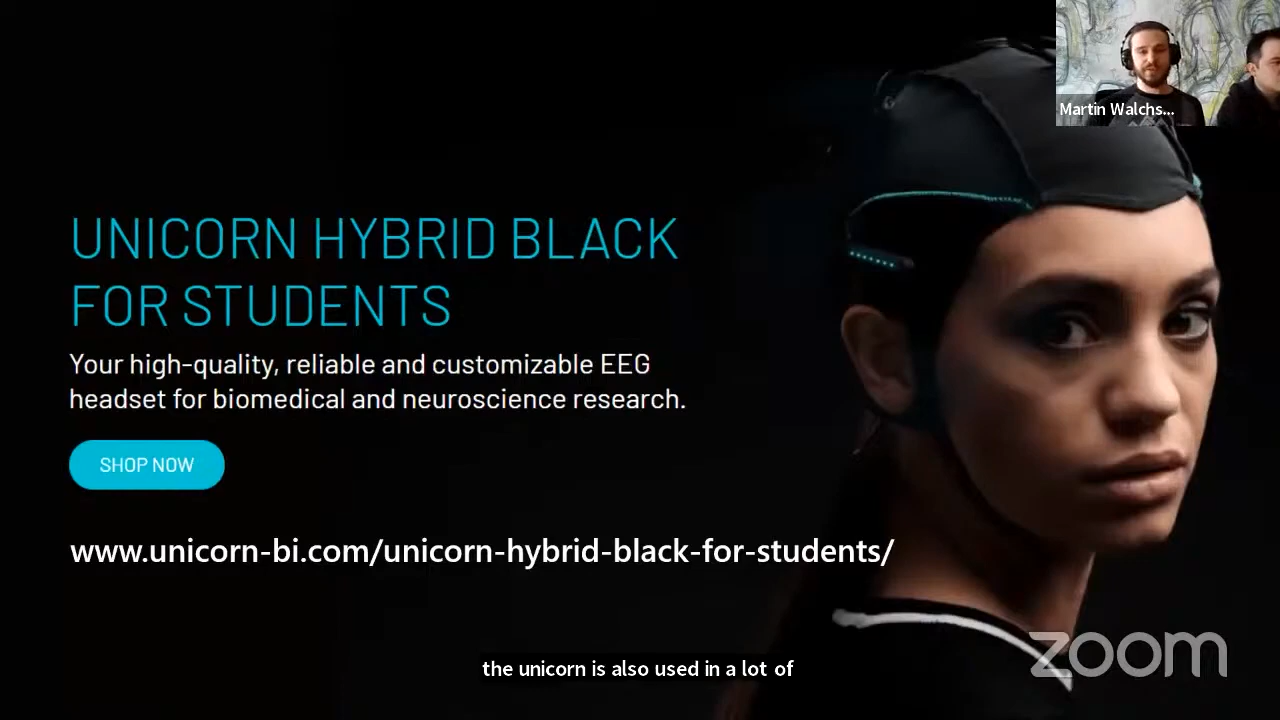 Martin Walchs...
UNICORN HYBRID BLACK
FOR STUDENTS
Your high-quality, reliable and customizable EEG
headset for biomedical and neuroscience research.
SHOP NOW
www.unicorn-bi.com/unicorn-hybrid-black-for-students/
zoom
the unicorn is also used in a lot of